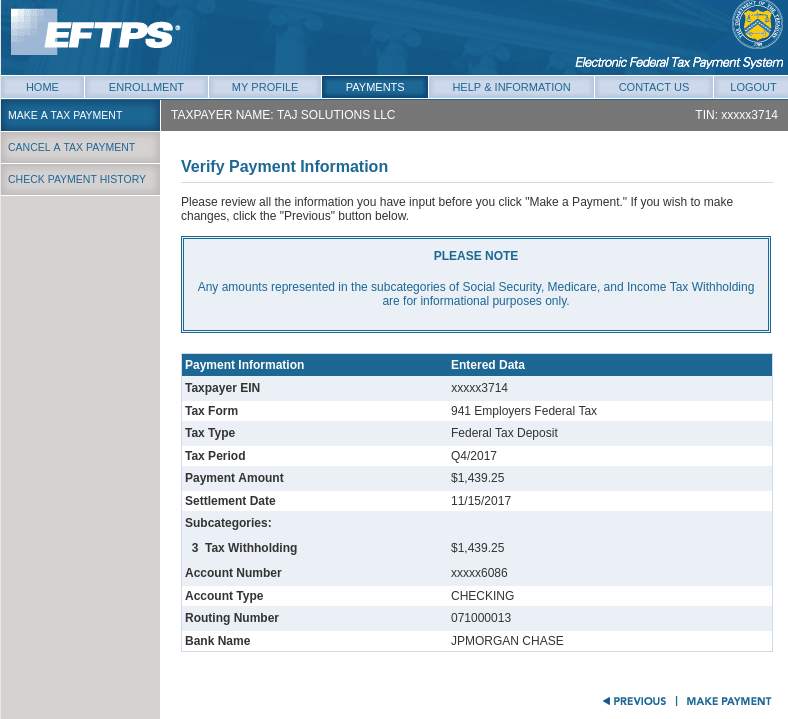 EFTPS®
THE DEPARTMENT OF THE TREASURY
Electronic Federal Tax Payment System
HOME ENROLLMENT MY PROFILE PAYMENTS HELP & INFORMATION CONTACT US LOGOUT
MAKE A TAX PAYMENT
CANCEL A TAX PAYMENT
CHECK PAYMENT HISTORY
TAXPAYER NAME: TAJ SOLUTIONS LLC TIN: xxxxx3714
Verify Payment Information
Please review all the information you have input before you click "Make a Payment." If you wish to make
changes, click the "Previous" button below.
PLEASE NOTE
Any amounts represented in the subcategories of Social Security, Medicare, and Income Tax Withholding
are for informational purposes only.
Payment Information Entered Data
Taxpayer EIN xxxxx3714
Tax Form 941 Employers Federal Tax
Tax Type Federal Tax Deposit
Tax Period Q4/2017
Payment Amount $1,439.25
Settlement Date 11/15/2017
Subcategories:
3 Tax Withholding $1,439.25
Account Number xxxxx6086
Account Type CHECKING
Routing Number 071000013
Bank Name JPMORGAN CHASE
PREVIOUS | MAKE PAYMENT